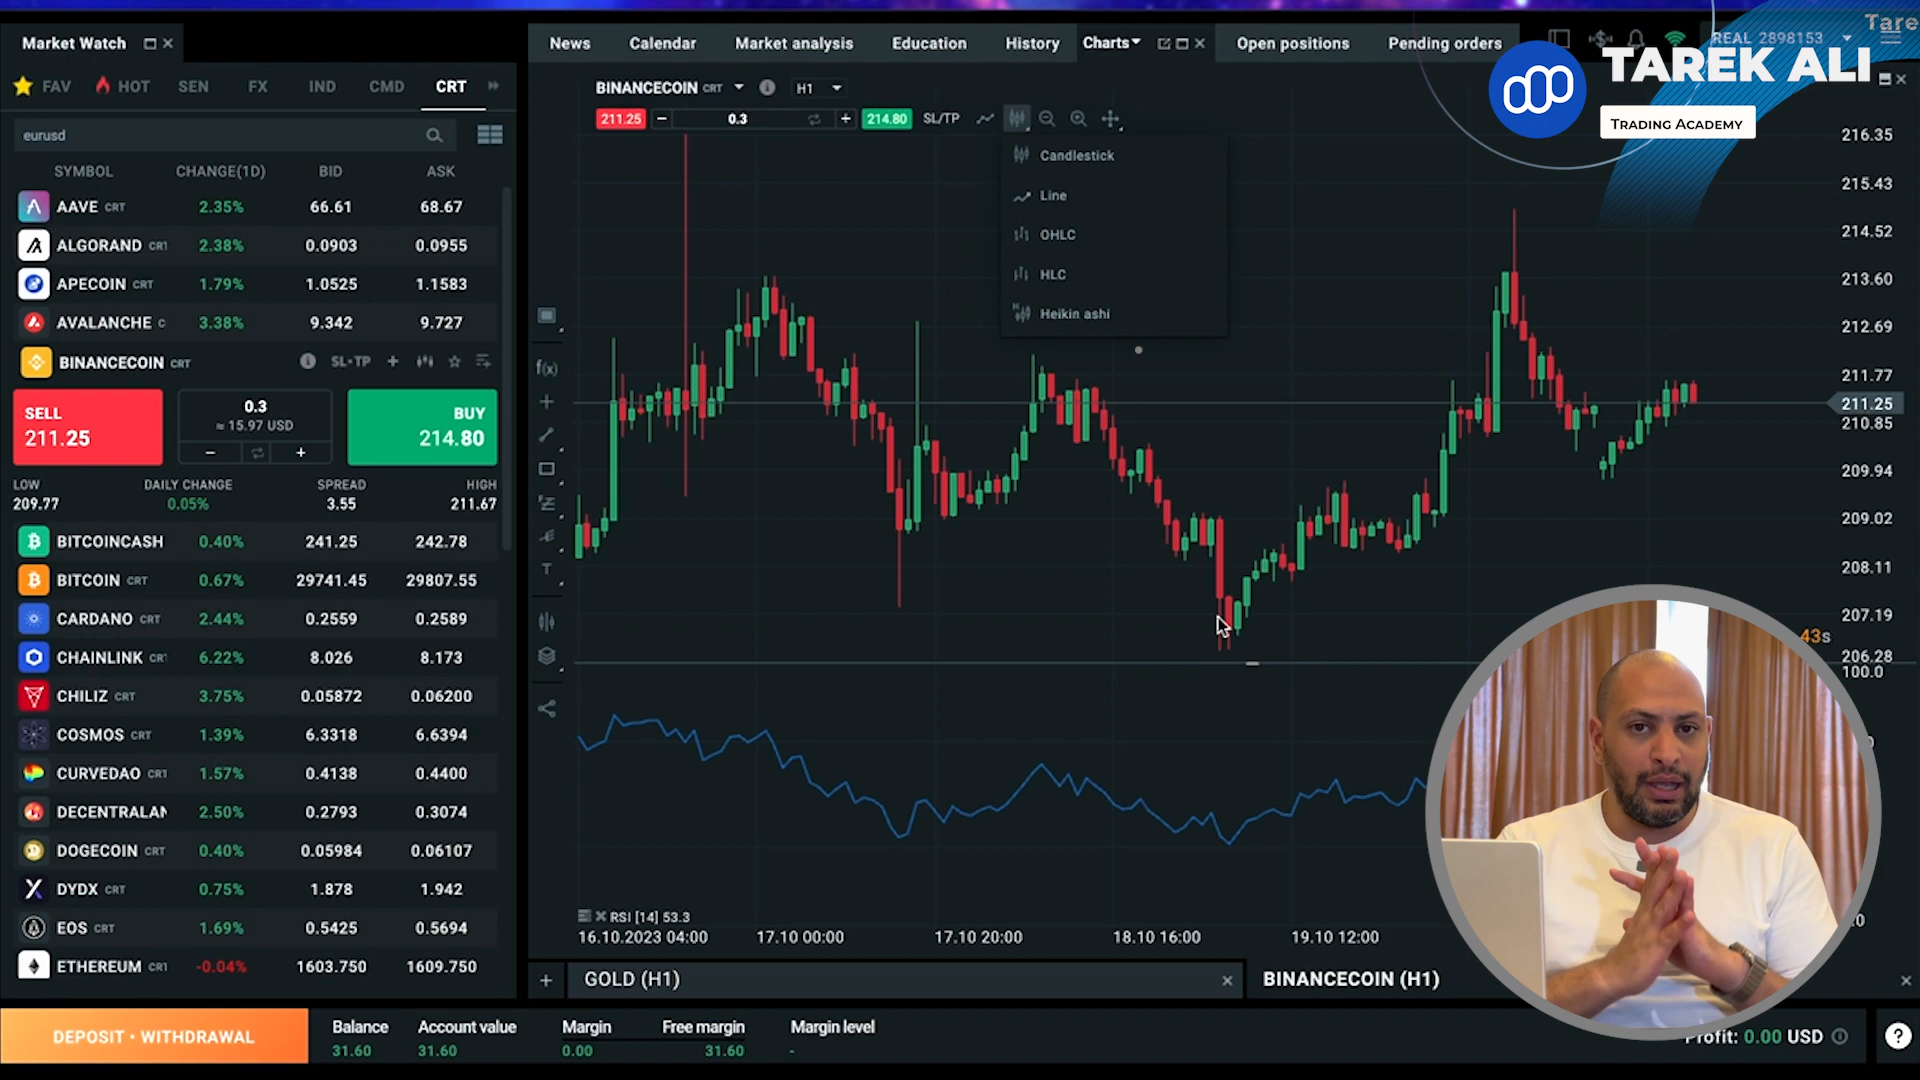 Market Watch
News
Calendar
Market analysis
Education
History
Charts
Open positions
Pending orders
REAL 2898153
Tare
TAREK ALI
TRADING ACADEMY
FAV
HOT
SEN
FX
IND
CMD
CRT
eurusd
SYMBOL CHANGE(1D) BID ASK
AAVE CRT 2.35% 66.61 68.67
ALGORAND CRT 2.38% 0.0903 0.0955
APECOIN CRT 1.79% 1.0525 1.1583
AVALANCHE C 3.38% 9.342 9.727
BINANCECOIN CRT SL•TP
SELL
211.25
0.3
≈ 15.97 USD
BUY
214.80
LOW DAILY CHANGE SPREAD HIGH
209.77 0.05% 3.55 211.67
BITCOINCASH 0.40% 241.25 242.78
BITCOIN CRT 0.67% 29741.45 29807.55
CARDANO CRT 2.44% 0.2559 0.2589
CHAINLINK CRT 6.22% 8.026 8.173
CHILIZ CRT 3.75% 0.05872 0.06200
COSMOS CRT 1.39% 6.3318 6.6394
CURVEDAO CRT 1.57% 0.4138 0.4400
DECENTRALAN 2.50% 0.2793 0.3074
DOGECOIN CRT 0.40% 0.05984 0.06107
DYDX CRT 0.75% 1.878 1.942
EOS CRT 1.69% 0.5425 0.5694
ETHEREUM CRT -0.04% 1603.750 1609.750
BINANCECOIN CRT H1
211.25 0.3 214.80 SL/TP
Candlestick
Line
OHLC
HLC
Heikin ashi
f(x)
T
216.35
215.43
214.52
213.60
212.69
211.77
211.25
210.85
209.94
209.02
208.11
207.19
43s
206.28
100.0
RSI [14] 53.3
16.10.2023 04:00 17.10 00:00 17.10 20:00 18.10 16:00 19.10 12:00
GOLD (H1)
BINANCECOIN (H1)
DEPOSIT • WITHDRAWAL
Balance Account value Margin Free margin Margin level
31.60 31.60 0.00 31.60 -
Profit: 0.00 USD
?